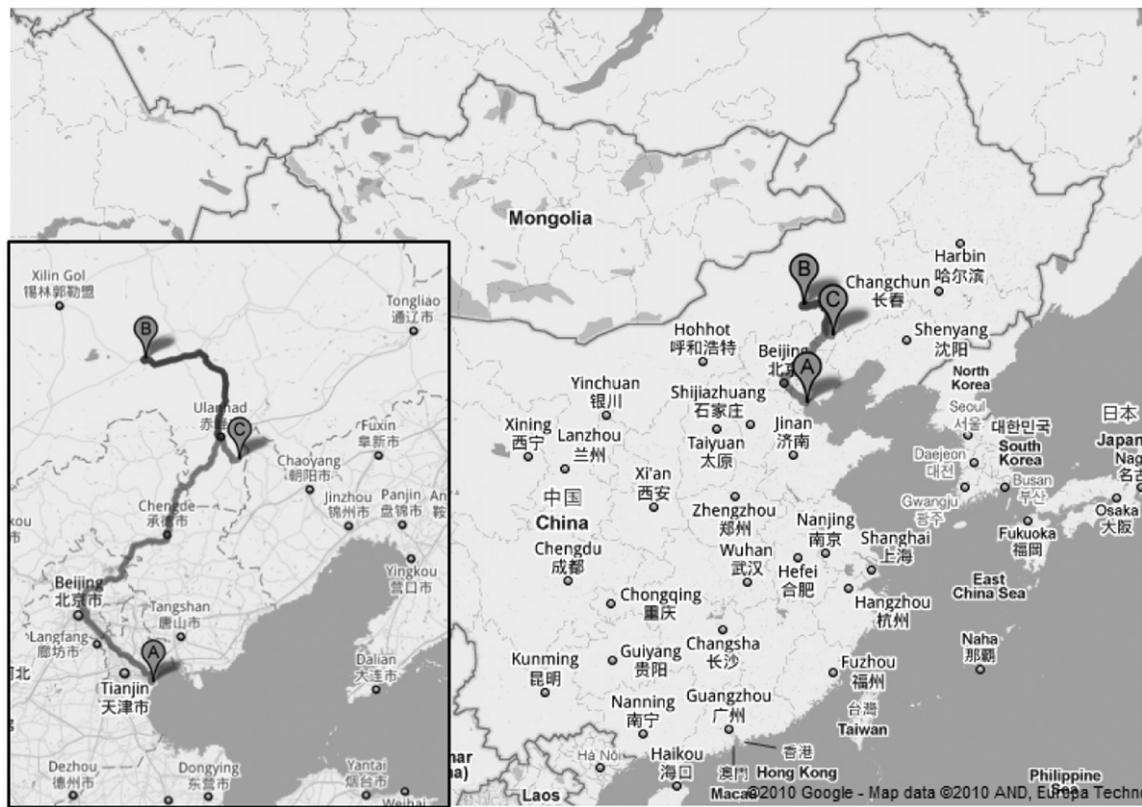 Mongolia
Harbin
哈尔滨
Changchun
长春
B
C
Shenyang
沈阳
Hohhot
呼和浩特
Beijing
A
North
Korea
Yinchuan
银川
Shijiazhuang
石家庄
Seoul
서울
대한민국
South
Korea
日本
Xining
西宁
Lanzhou
兰州
Taiyuan
太原
Jinan
济南
Daejeon
대전
Busan
부산
Gwangju
광주
Xi'an
西安
中国
China
Zhengzhou
郑州
Nanjing
南京
Shanghai
上海
Fukuoka
福岡
Osaka
大阪
Chengdu
成都
Wuhan
武汉
Hefei
合肥
East
China Sea
Chongqing
重庆
Hangzhou
杭州
Changsha
长沙
Naha
那覇
Kunming
昆明
Guiyang
贵阳
Fuzhou
福州
Nanning
南宁
Guangzhou
广州
台灣
Taiwan
Hà Nội
Haikou
海口
香港
Hong Kong
澳門
Macau
Laos
Philippine
Sea
©2010 Google - Map data ©2010 AND, Europa Techn
Xilin Gol
锡林郭勒盟
Tongliao
通辽市
B
Ulanhad
赤峰
C
Fuxin
阜新市
Chaoyang
朝阳市
Jinzhou
锦州市
Panjin
盘锦市
Chengde
承德市
Yingkou
营口市
Beijing
北京市
Tangshan
唐山市
Langfang
廊坊市
A
Tianjin
天津市
Dalian
大连市
Dezhou
德州市
Dongying
东营市
Yantai
烟台市
Weihai